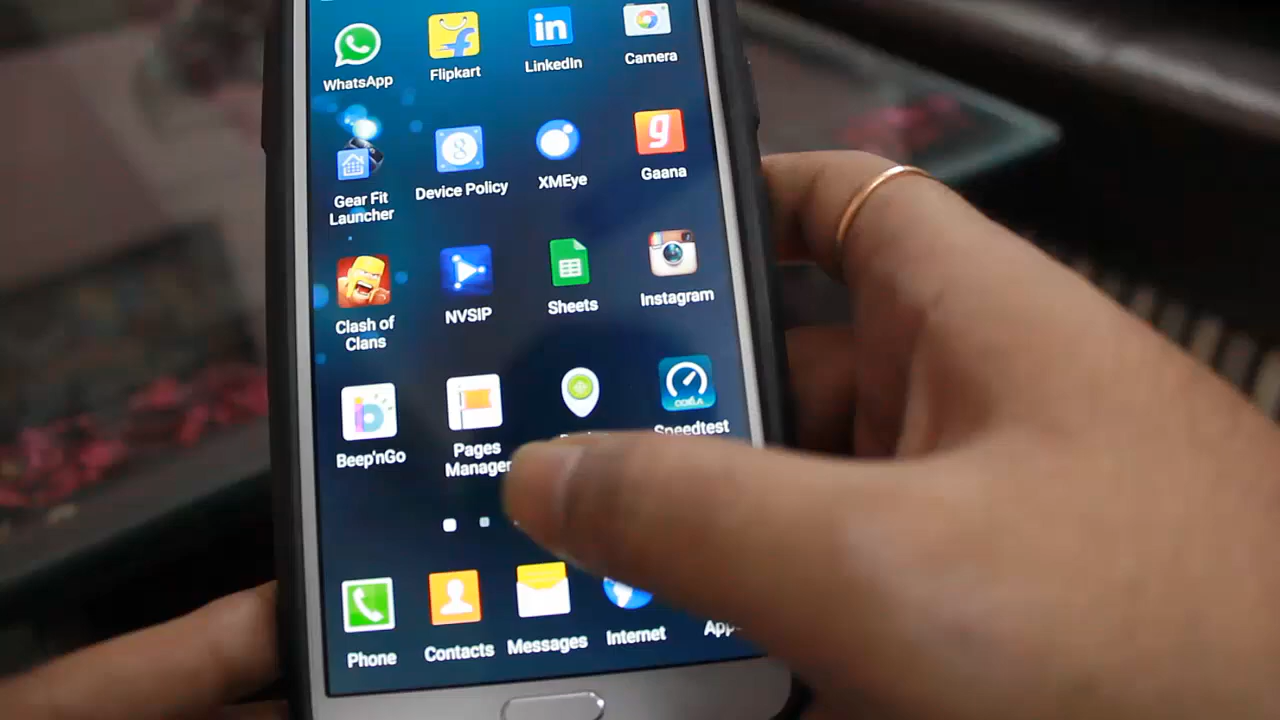 WhatsApp
Flipkart
LinkedIn
Camera
Gear Fit
Launcher
Device Policy
XMEye
Gaana
Clash of
Clans
NVSIP
Sheets
Instagram
Beep'nGo
Pages
Manager
Speedtest
OOKLA
Phone
Contacts
Messages
Internet